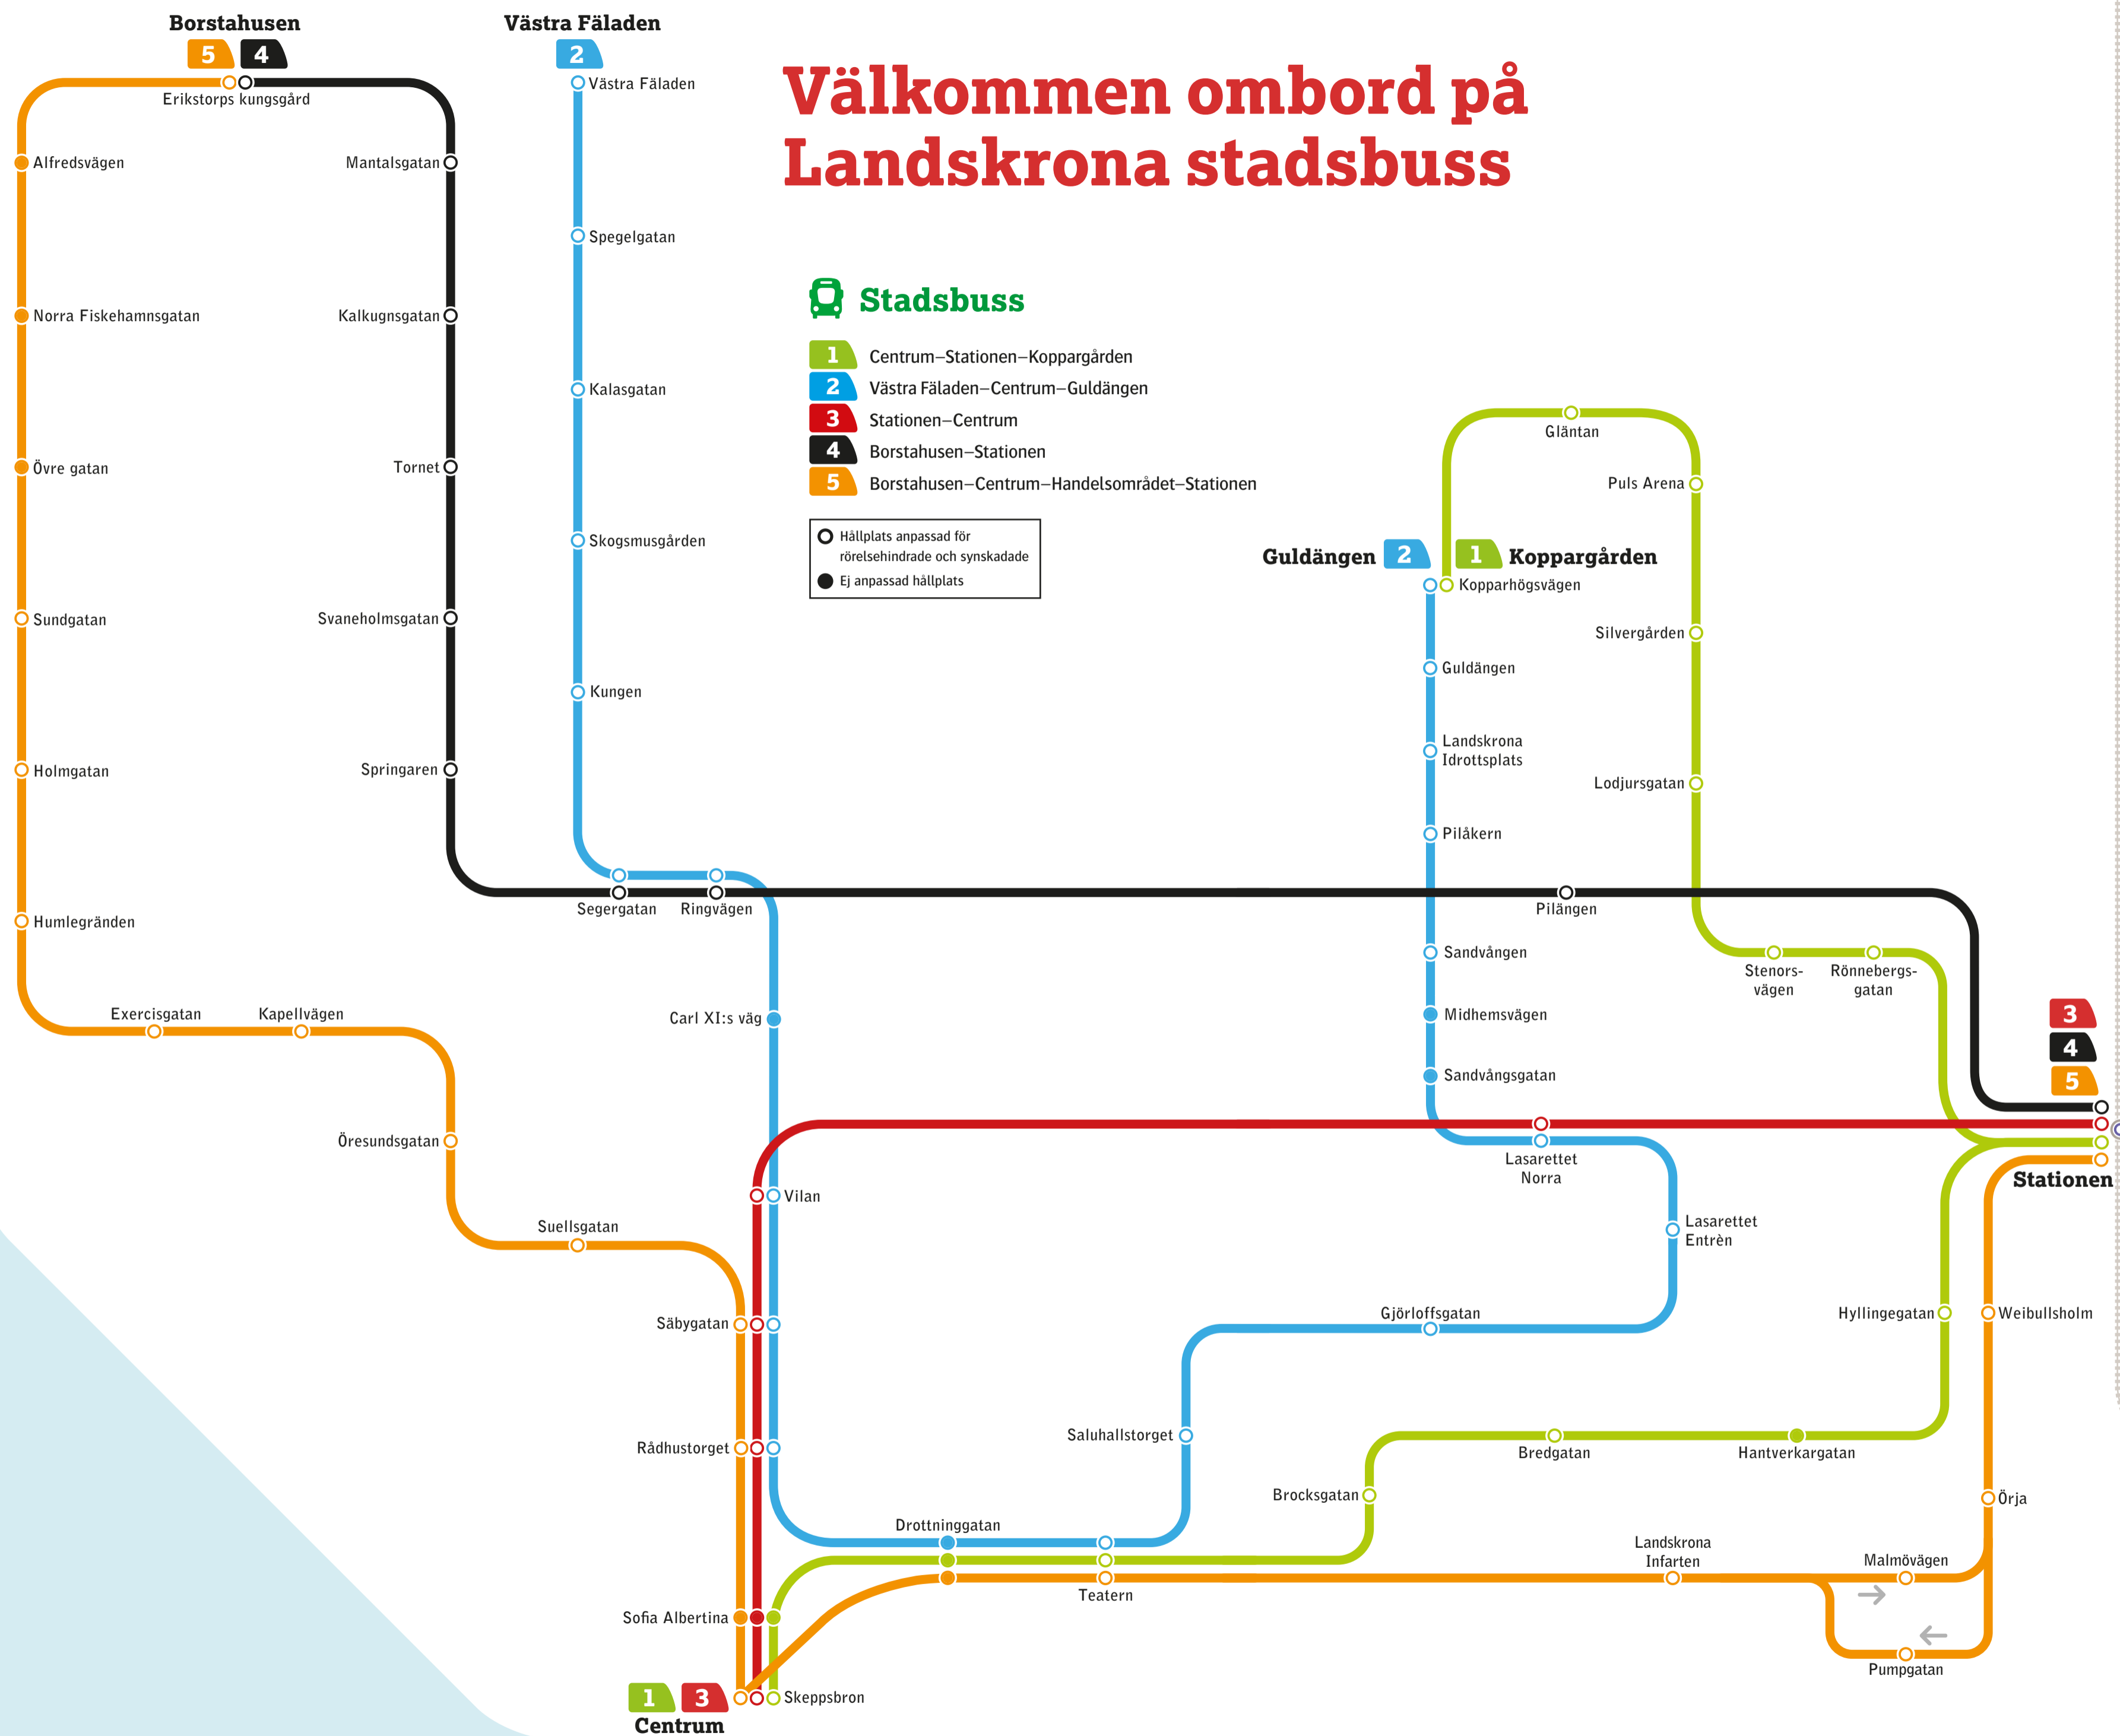 Borstahusen
5
4
Erikstorps kungsgård
Västra Fäladen
2
Västra Fäladen
Välkommen ombord på
Landskrona stadsbuss
Alfredsvägen
Mantalsgatan
Spegelgatan
Norra Fiskehamnsgatan
Kalkugnsgatan
Kalasgatan
Övre gatan
Tornet
Skogsmusgården
Sundgatan
Svaneholmsgatan
Kungen
Holmgatan
Springaren
Humlegränden
Segergatan
Ringvägen
Stadsbuss
1 Centrum–Stationen–Koppargården
2 Västra Fäladen–Centrum–Guldängen
3 Stationen–Centrum
4 Borstahusen–Stationen
5 Borstahusen–Centrum–Handelsområdet–Stationen
Hållplats anpassad för
rörelsehindrade och synskadade
Ej anpassad hållplats
Gläntan
Puls Arena
Guldängen 2
1 Koppargården
Kopparhögsvägen
Silvergården
Guldängen
Landskrona
Idrottsplats
Lodjursgatan
Pilåkern
Pilängen
Sandvången
Stenors-
vägen
Rönnebergs-
gatan
Midhemsvägen
Sandvångsgatan
3
4
5
Stationen
Exercisgatan
Kapellvägen
Carl XI:s väg
Öresundsgatan
Lasarettet
Norra
Vilan
Suellsgatan
Lasarettet
Entrèn
Säbygatan
Gjörloffsgatan
Hyllingegatan
Weibullsholm
Rådhustorget
Saluhallstorget
Bredgatan
Hantverkargatan
Brocksgatan
Örja
Drottninggatan
Landskrona
Infarten
Malmövägen
Teatern
Sofia Albertina
Pumpgatan
1
3
Skeppsbron
Centrum